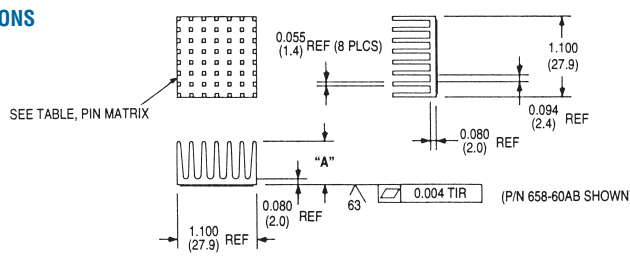 ONS
0.055
(1.4) REF (8 PLCS)
1.100
(27.9)
SEE TABLE, PIN MATRIX
0.094
(2.4) REF
0.080
(2.0) REF
"A"
0.080
(2.0)
REF
63
0.004 TIR
(P/N 658-60AB SHOWN
1.100
(27.9) REF